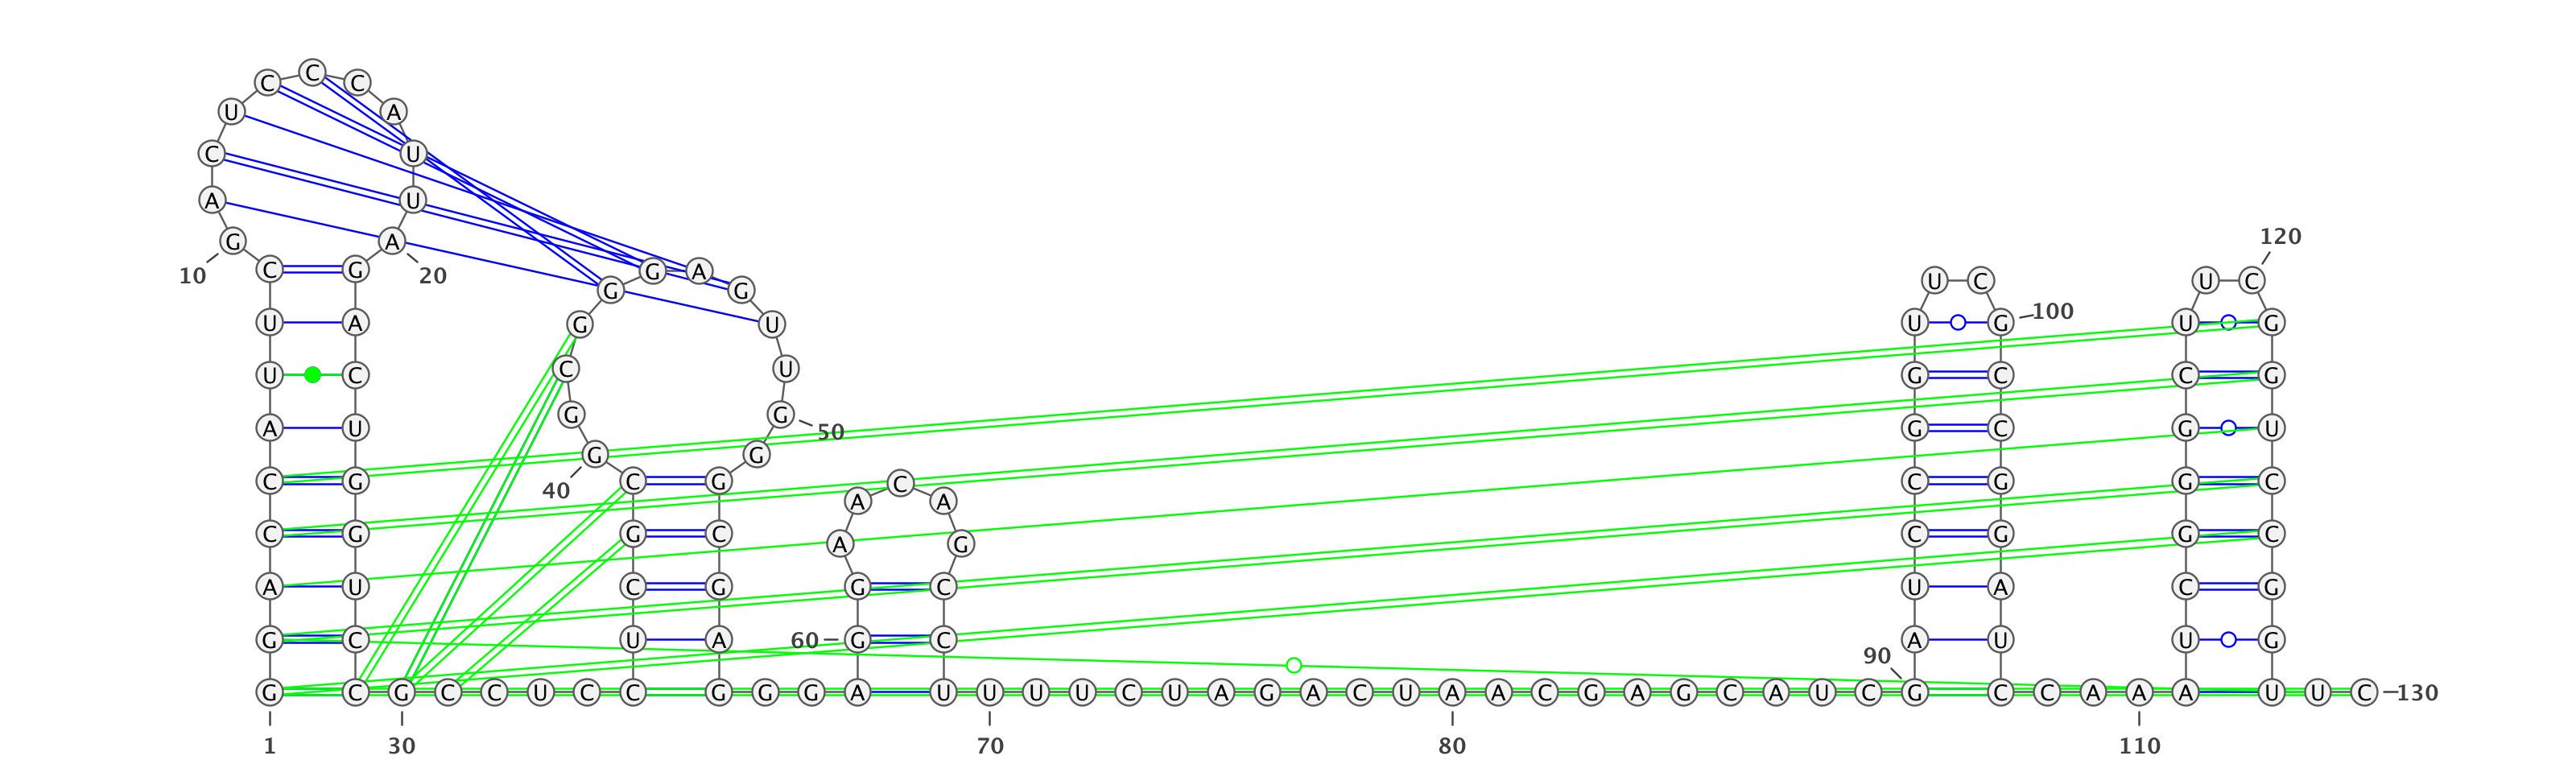 C C C
U A
C U
A U
G A
10 C G 20
U A
U C
A U
C G
C G
A U
G C
G C G C C U C C G G G A U U U U C U A G A C U A A C G A G C A U C G C C A A A U U C 130
G A
G G
G U
C U
G G 50
40 G G
C G
G C
C G
U A
C
A A
A G
G C
60 G C
120
U C U C
U G 100 U G
G C C G
G C G U
C G G C
C G G C
U A C G
A U U G
90
1 30 70 80 110